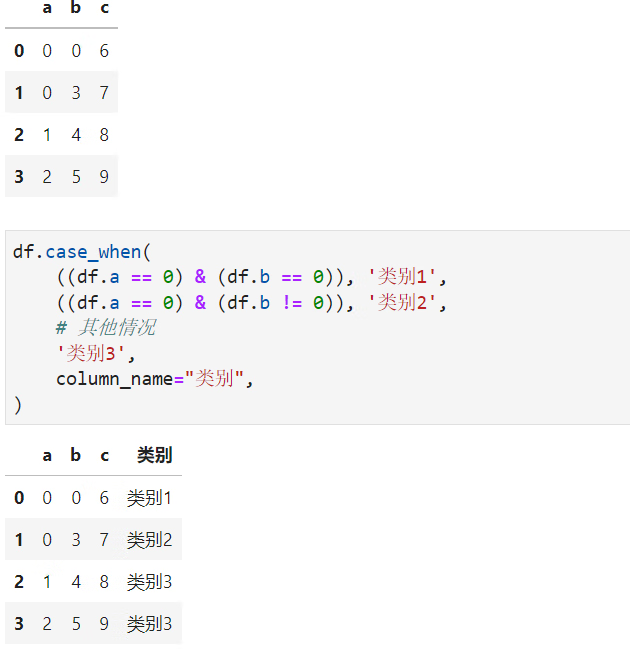 a b c
0 0 0 6
1 0 3 7
2 1 4 8
3 2 5 9
df.case_when(
    ((df.a == 0) & (df.b == 0)), '类别1',
    ((df.a == 0) & (df.b != 0)), '类别2',
    # 其他情况
    '类别3',
    column_name="类别",
)
a b c 类别
0 0 0 6 类别1
1 0 3 7 类别2
2 1 4 8 类别3
3 2 5 9 类别3